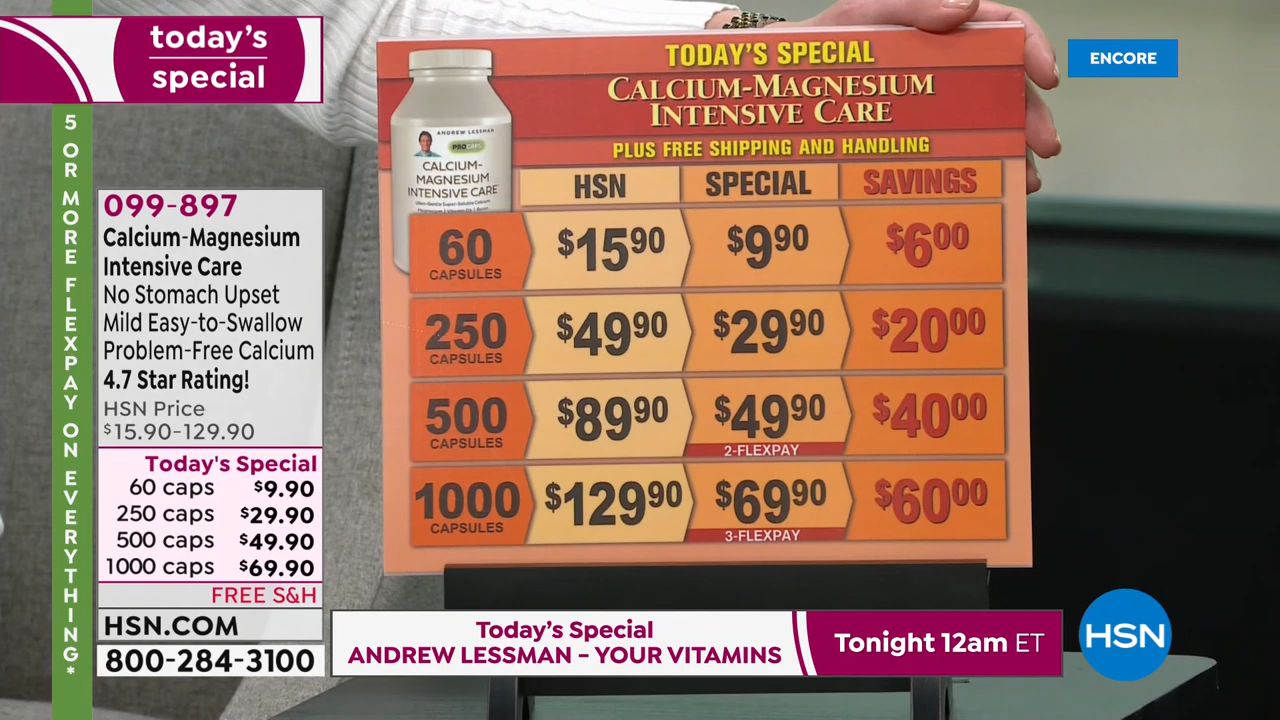 today's
special
5 OR MORE FLEXPAY ON EVERYTHING*
099-897
Calcium-Magnesium
Intensive Care
No Stomach Upset
Mild Easy-to-Swallow
Problem-Free Calcium
4.7 Star Rating!
HSN Price
$15.90-129.90
Today's Special
60 caps $9.90
250 caps $29.90
500 caps $49.90
1000 caps $69.90
FREE S&H
HSN.COM
800-284-3100
TODAY'S SPECIAL
CALCIUM-MAGNESIUM
INTENSIVE CARE
PLUS FREE SHIPPING AND HANDLING
ANDREW LESSMAN
PROCAPS
CALCIUM-
MAGNESIUM
INTENSIVE CARE
HSN SPECIAL SAVINGS
60 CAPSULES $15.90 $9.90 $6.00
250 CAPSULES $49.90 $29.90 $20.00
500 CAPSULES $89.90 $49.90 $40.00
2-FLEXPAY
1000 CAPSULES $129.90 $69.90 $60.00
3-FLEXPAY
ENCORE
Today's Special
ANDREW LESSMAN – YOUR VITAMINS
Tonight 12am ET
HSN